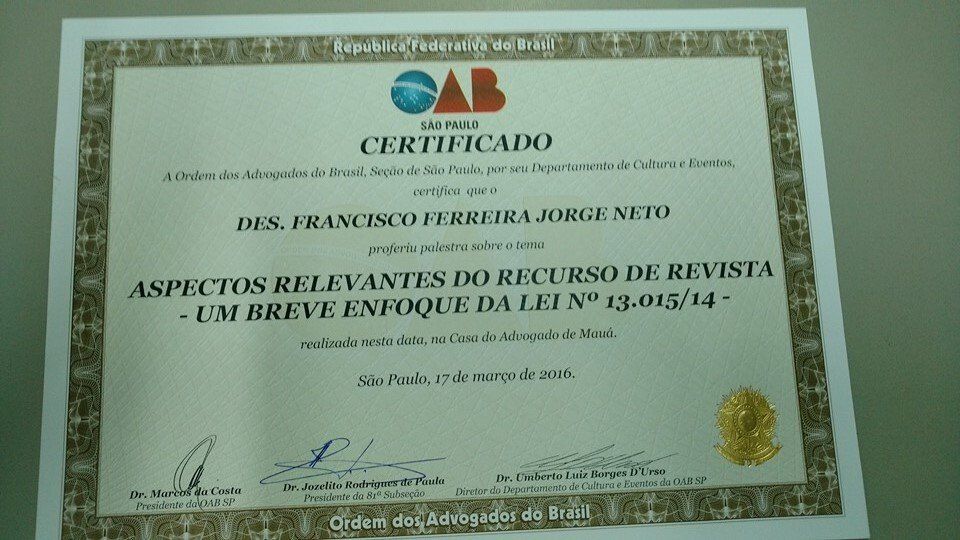 República Federativa do Brasil
OAB
SÃO PAULO
CERTIFICADO
A Ordem dos Advogados do Brasil, Seção de São Paulo, por seu Departamento de Cultura e Eventos,
certifica que o
DES. FRANCISCO FERREIRA JORGE NETO
proferiu palestra sobre o tema
ASPECTOS RELEVANTES DO RECURSO DE REVISTA
- UM BREVE ENFOQUE DA LEI Nº 13.015/14 -
realizada nesta data, na Casa do Advogado de Mauá.
São Paulo, 17 de março de 2016.
Dr. Marcos da Costa
Presidente da OAB SP
Dr. Jozelito Rodrigues de Paula
Presidente da 81ª Subseção
Dr. Umberto Luiz Borges D'Urso
Diretor do Departamento de Cultura e Eventos da OAB SP
Ordem dos Advogados do Brasil